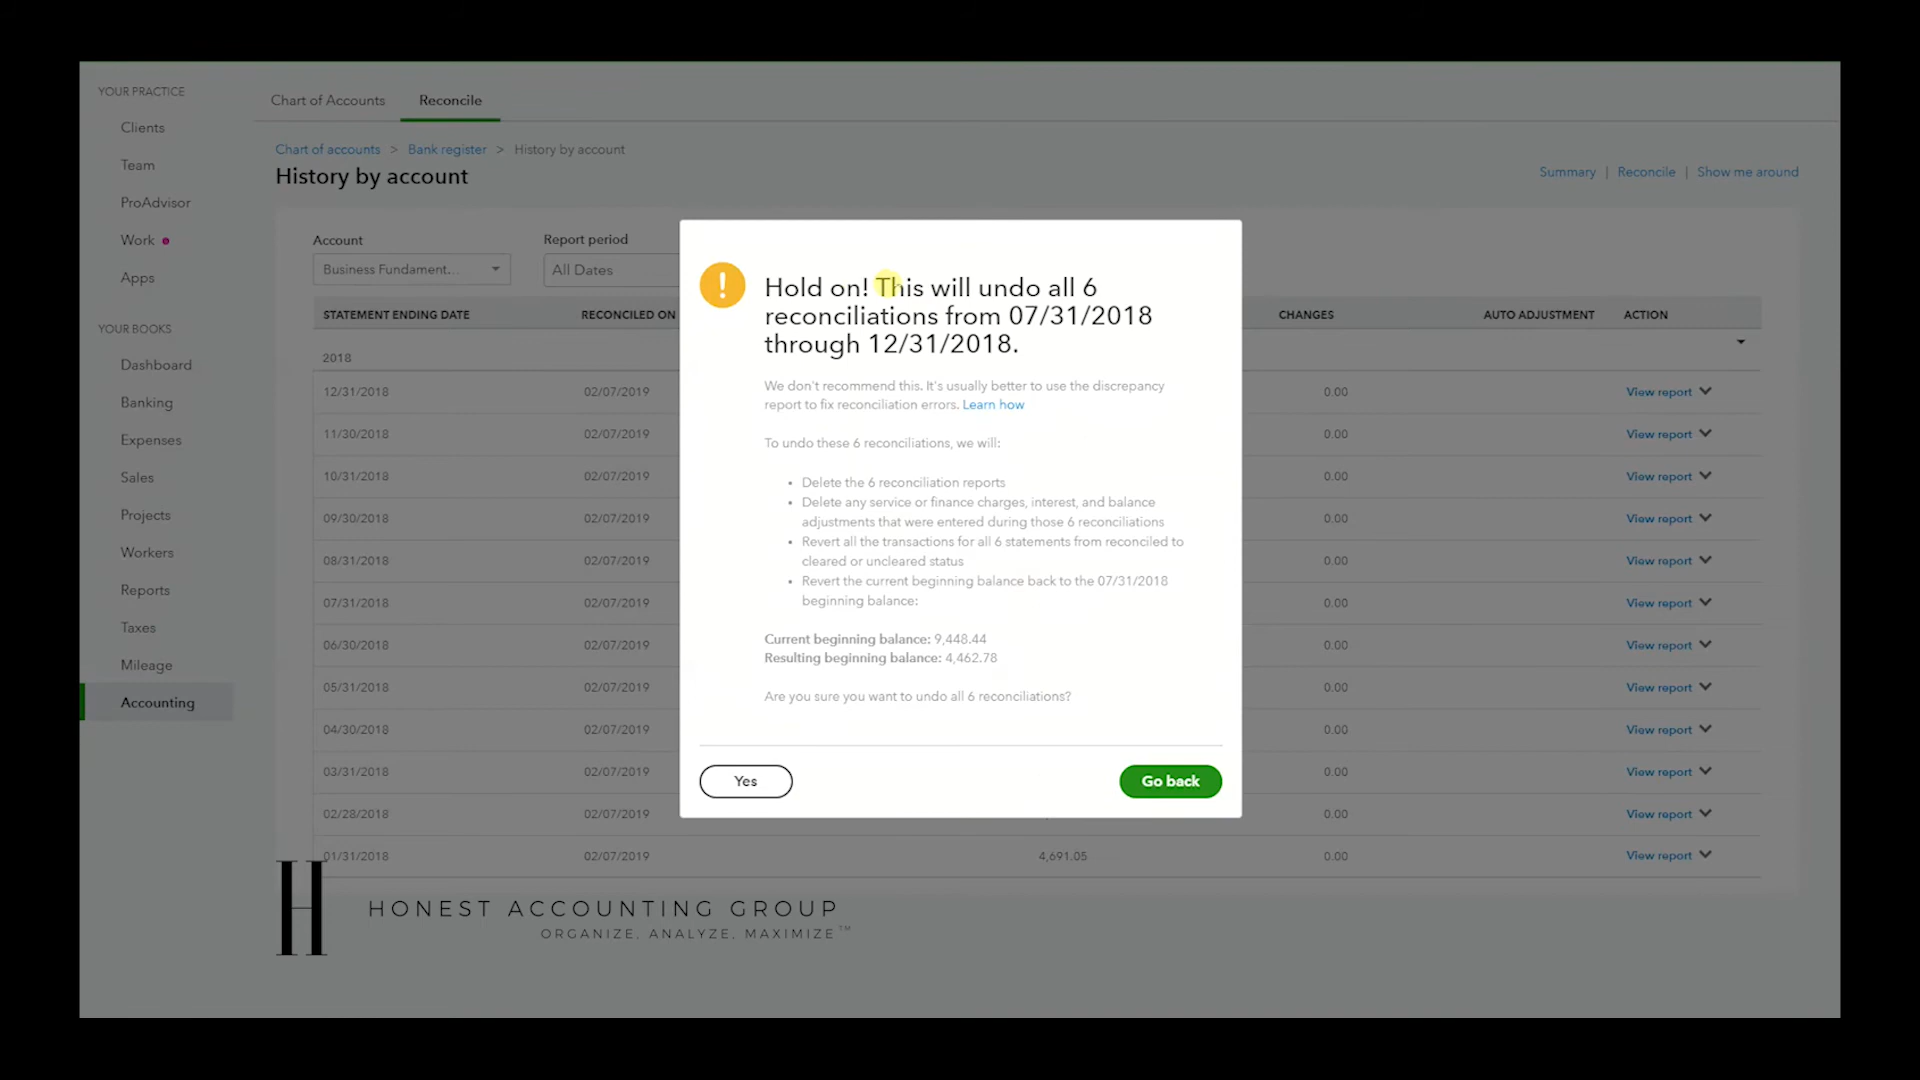 YOUR PRACTICE
Clients
Team
ProAdvisor
Work
Apps
YOUR BOOKS
Dashboard
Banking
Expenses
Sales
Projects
Workers
Reports
Taxes
Mileage
Accounting
Chart of Accounts Reconcile
Chart of accounts > Bank register > History by account
History by account
Summary | Reconcile | Show me around
Account Report period
Business Fundament... All Dates
STATEMENT ENDING DATE RECONCILED ON CHANGES AUTO ADJUSTMENT ACTION
2018
12/31/2018 02/07/2019 0.00 View report
11/30/2018 02/07/2019 0.00 View report
10/31/2018 02/07/2019 0.00 View report
09/30/2018 02/07/2019 0.00 View report
08/31/2018 02/07/2019 0.00 View report
07/31/2018 02/07/2019 0.00 View report
06/30/2018 02/07/2019 0.00 View report
05/31/2018 02/07/2019 0.00 View report
04/30/2018 02/07/2019 0.00 View report
03/31/2018 02/07/2019 0.00 View report
02/28/2018 02/07/2019 0.00 View report
01/31/2018 02/07/2019 4,691.05 0.00 View report
Hold on! This will undo all 6
reconciliations from 07/31/2018
through 12/31/2018.
We don't recommend this. It's usually better to use the discrepancy
report to fix reconciliation errors. Learn how
To undo these 6 reconciliations, we will:
• Delete the 6 reconciliation reports
• Delete any service or finance charges, interest, and balance
adjustments that were entered during those 6 reconciliations
• Revert all the transactions for all 6 statements from reconciled to
cleared or uncleared status
• Revert the current beginning balance back to the 07/31/2018
beginning balance:
Current beginning balance: 9,448.44
Resulting beginning balance: 4,462.78
Are you sure you want to undo all 6 reconciliations?
Yes Go back
H
HONEST ACCOUNTING GROUP
ORGANIZE, ANALYZE, MAXIMIZE™